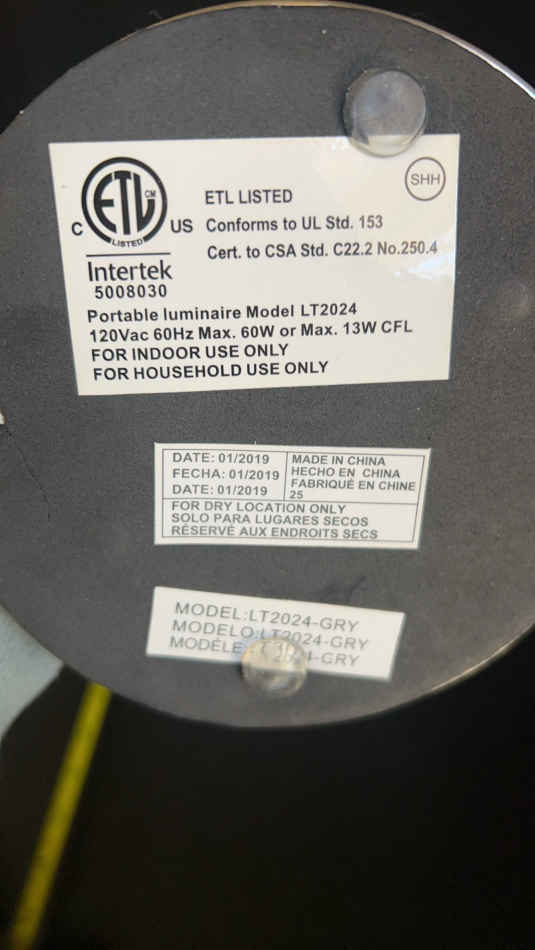 SHH
ETL CM
LISTED
C US
Intertek
5008030
ETL LISTED
Conforms to UL Std. 153
Cert. to CSA Std. C22.2 No.250.4
Portable luminaire Model LT2024
120Vac 60Hz Max. 60W or Max. 13W CFL
FOR INDOOR USE ONLY
FOR HOUSEHOLD USE ONLY
DATE: 01/2019
FECHA: 01/2019
DATE: 01/2019
MADE IN CHINA
HECHO EN CHINA
FABRIQUÉ EN CHINE
25
FOR DRY LOCATION ONLY
SOLO PARA LUGARES SECOS
RÉSERVÉ AUX ENDROITS SECS
MODEL:LT2024-GRY
MODELO:LT2024-GRY
MODÈLE: LT2024-GRY